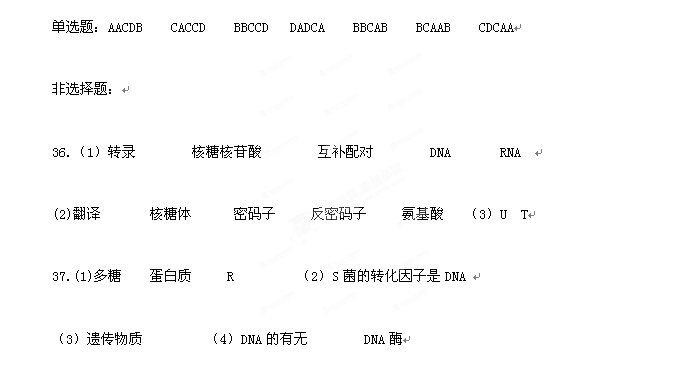 单选题：AACDB CACCD BBCCD DADCA BBCAB BCAAB CDCAA
非选择题：
36.（1）转录 核糖核苷酸 互补配对 DNA RNA
(2)翻译 核糖体 密码子 反密码子 氨基酸 （3）U T
37.(1)多糖 蛋白质 R （2）S 菌的转化因子是 DNA
（3）遗传物质 （4）DNA 的有无 DNA 酶